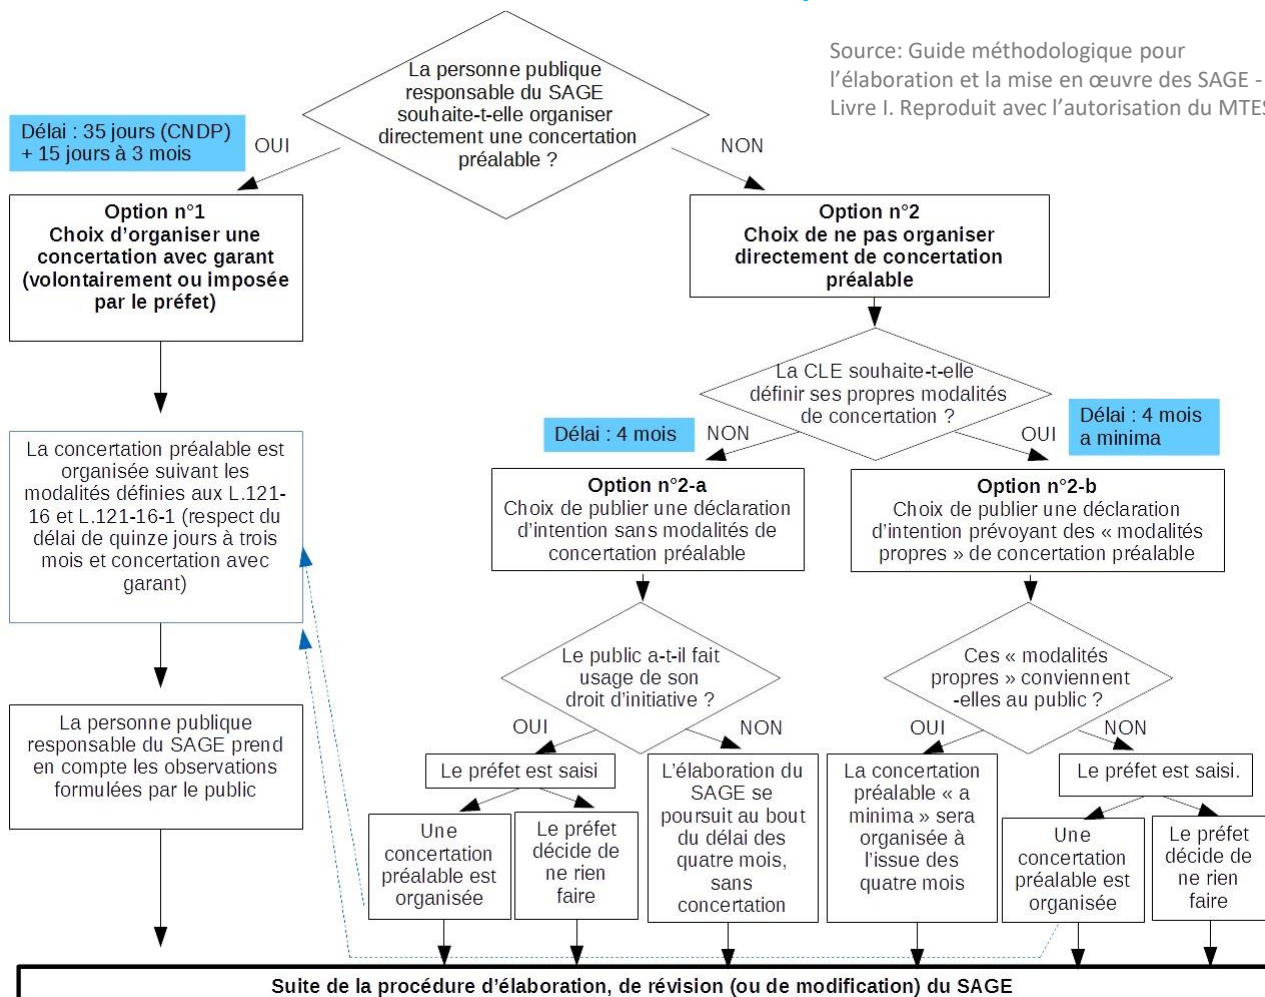 La personne publique
responsable du SAGE
souhaite-t-elle organiser
directement une concertation
préalable ?
Source: Guide méthodologique pour
l'élaboration et la mise en œuvre des SAGE -
Livre I. Reproduit avec l'autorisation du MTES
Délai : 35 jours (CNDP)
+ 15 jours à 3 mois
OUI
NON
Option n°1
Choix d'organiser une
concertation avec garant
(volontairement ou imposée
par le préfet)
Option n°2
Choix de ne pas organiser
directement de concertation
préalable
La CLE souhaite-t-elle
définir ses propres modalités
de concertation ?
Délai : 4 mois
NON
OUI
Délai : 4 mois
a minima
La concertation préalable est
organisée suivant les
modalités définies aux L.121-
16 et L.121-16-1 (respect du
délai de quinze jours à trois
mois et concertation avec
garant)
Option n°2-a
Choix de publier une déclaration
d'intention sans modalités de
concertation préalable
Option n°2-b
Choix de publier une déclaration
d'intention prévoyant des « modalités
propres » de concertation préalable
Le public a-t-il fait
usage de son
droit d'initiative ?
Ces « modalités
propres » conviennent
-elles au public ?
La personne publique
responsable du SAGE prend
en compte les observations
formulées par le public
OUI
NON
OUI
NON
Le préfet est saisi
L'élaboration du
SAGE se
poursuit au bout
du délai des
quatre mois,
sans
concertation
La concertation
préalable « a
minima » sera
organisée à
l'issue des
quatre mois
Le préfet est saisi.
Une
concertation
préalable est
organisée
Le préfet
décide de
ne rien
faire
Une
concertation
préalable est
organisée
Le préfet
décide de
ne rien
faire
Suite de la procédure d'élaboration, de révision (ou de modification) du SAGE